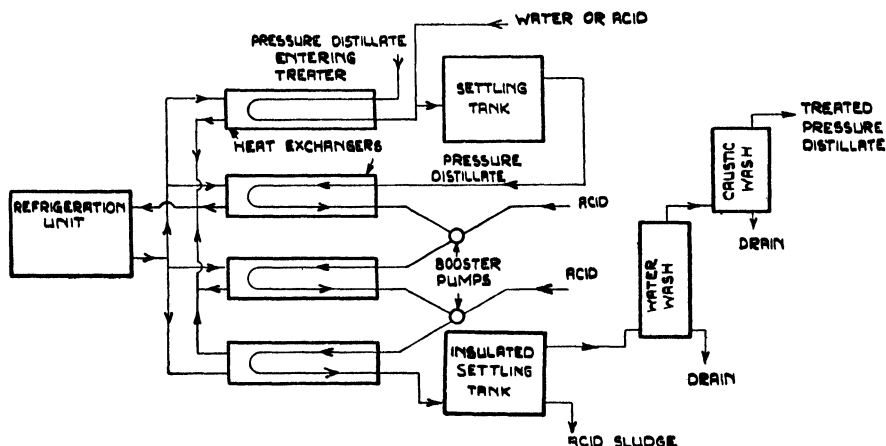 WATER OR ACID
PRESSURE DISTILLATE
ENTERING
TREATER
SETTLING
TANK
HEAT EXCHANGERS
PRESSURE
DISTILLATE
TREATED
PRESSURE
DISTILLATE
CAUSTIC
WASH
REFRIGERATION
UNIT
ACID
DRAIN
BOOSTER
PUMPS
ACID
WATER
WASH
INSULATED
SETTLING
TANK
DRAIN
ACID SLUDGE